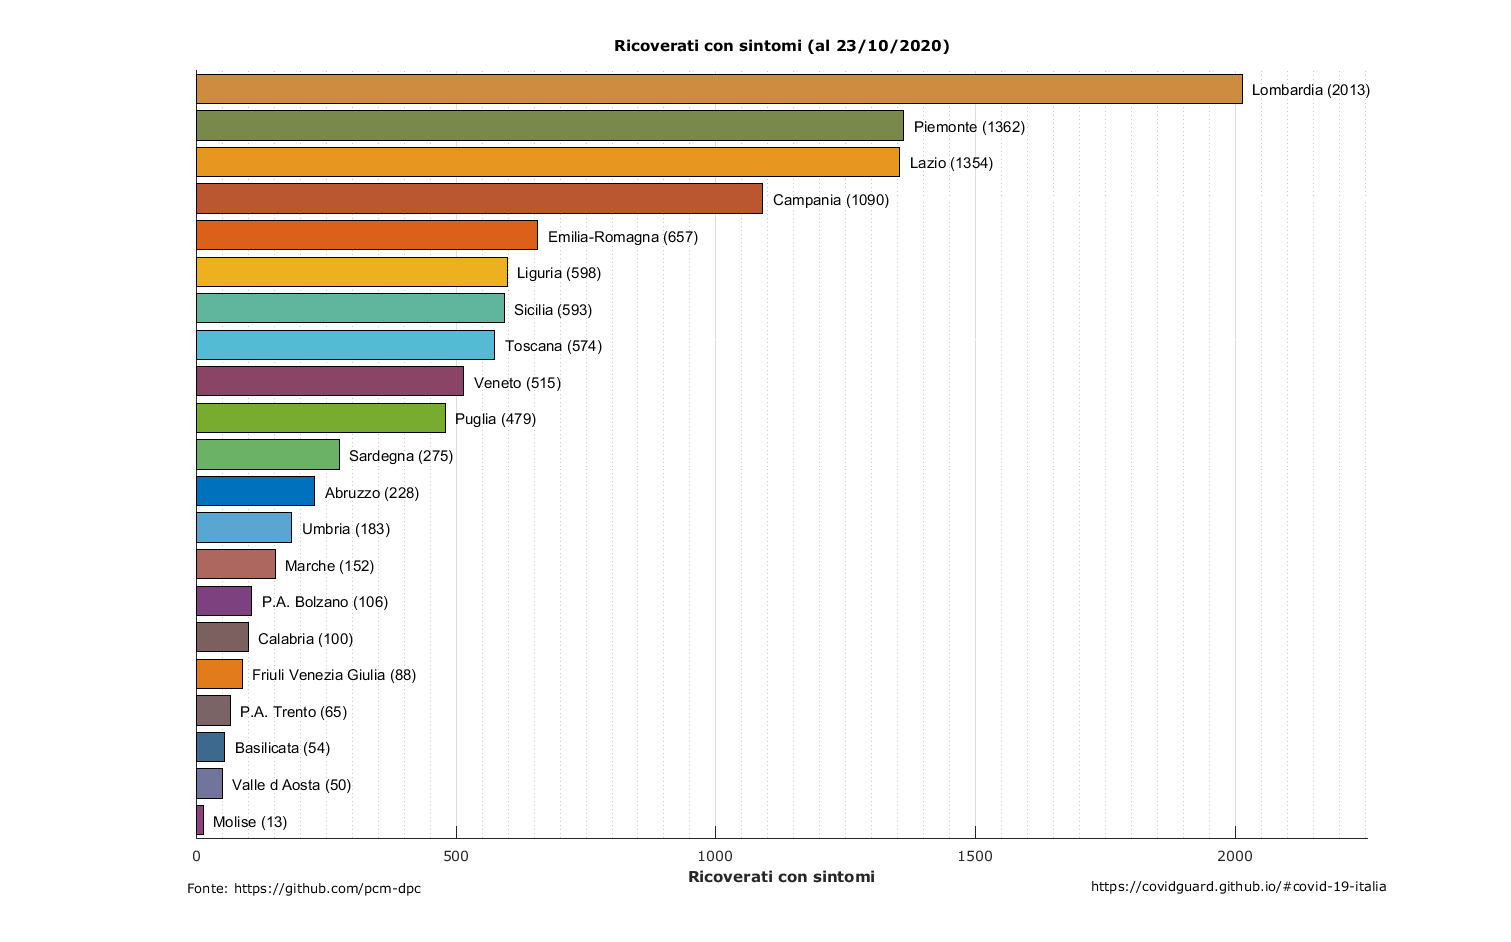 Ricoverati con sintomi (al 23/10/2020)
Lombardia (2013)
Piemonte (1362)
Lazio (1354)
Campania (1090)
Emilia-Romagna (657)
Liguria (598)
Sicilia (593)
Toscana (574)
Veneto (515)
Puglia (479)
Sardegna (275)
Abruzzo (228)
Umbria (183)
Marche (152)
P.A. Bolzano (106)
Calabria (100)
Friuli Venezia Giulia (88)
P.A. Trento (65)
Basilicata (54)
Valle d Aosta (50)
Molise (13)
0 500 1000 1500 2000
Ricoverati con sintomi
Fonte: https://github.com/pcm-dpc
https://covidguard.github.io/#covid-19-italia